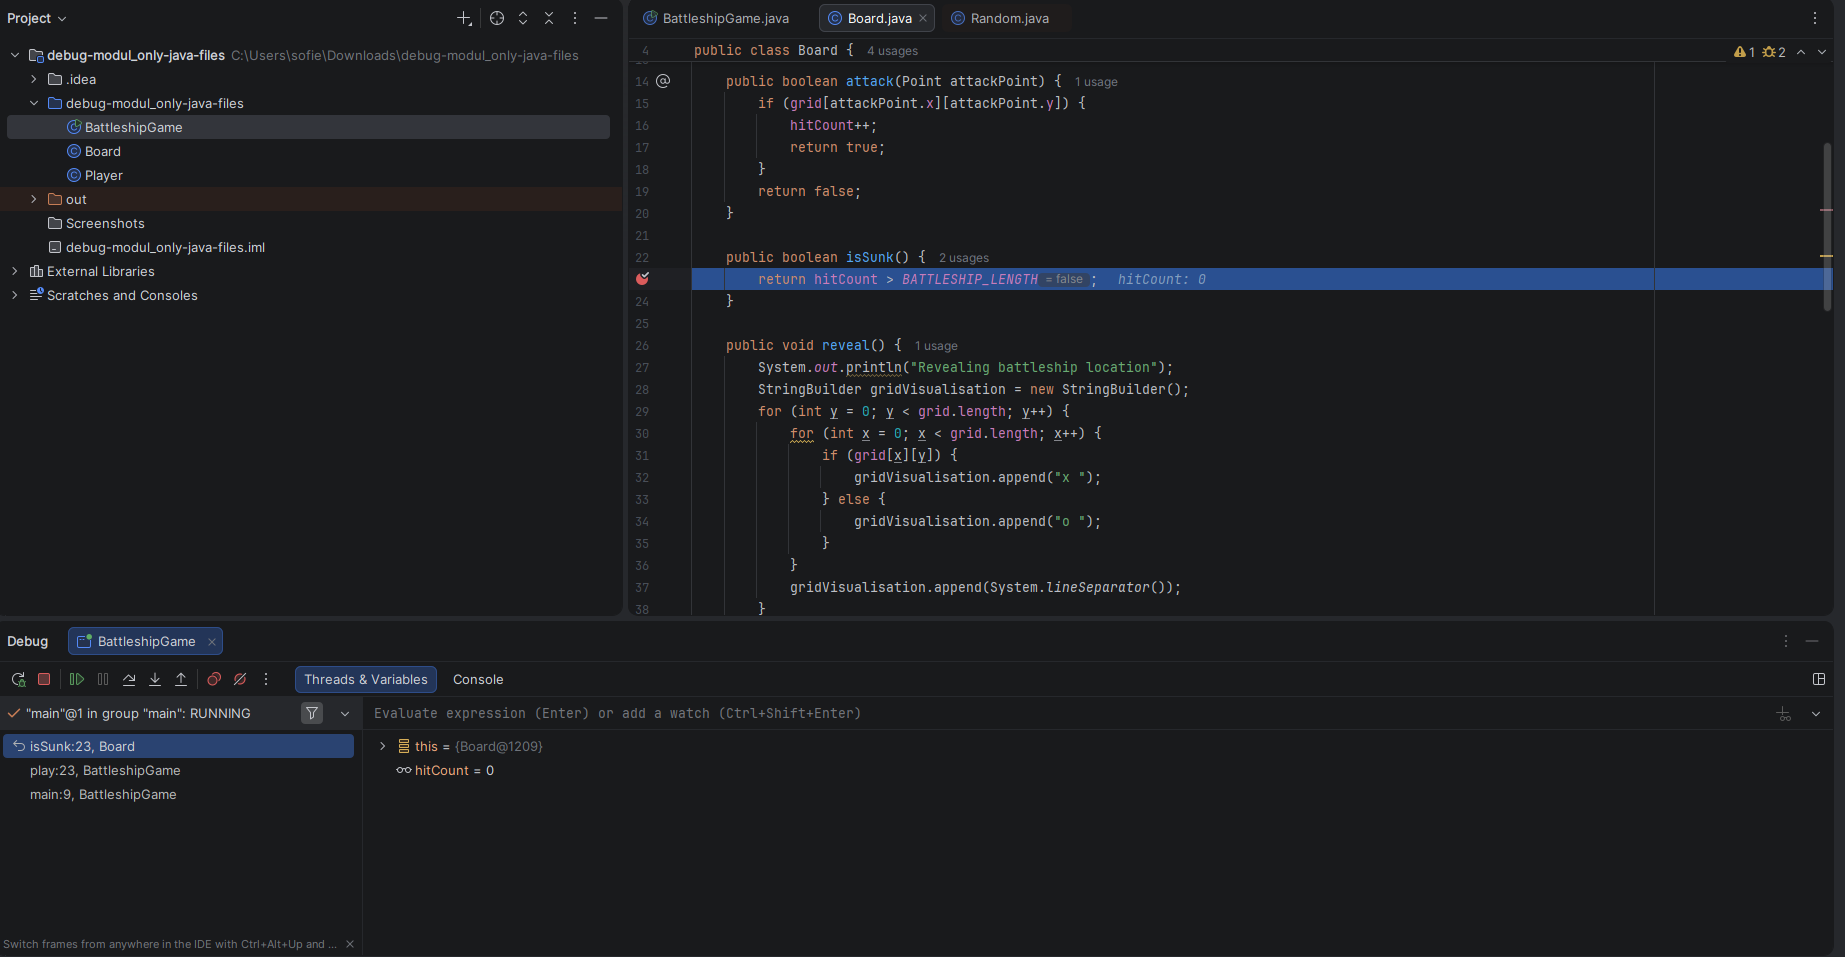 Project
debug-modul_only-java-files C:\Users\sofie\Downloads\debug-modul_only-java-files
.idea
debug-modul_only-java-files
BattleshipGame
Board
Player
out
Screenshots
debug-modul_only-java-files.iml
External Libraries
Scratches and Consoles
BattleshipGame.java Board.java Random.java
4 public class Board { 4 usages
1 2
14 public boolean attack(Point attackPoint) { 1 usage
15 if (grid[attackPoint.x][attackPoint.y]) {
16 hitCount++;
17 return true;
18 }
19 return false;
20 }
21
22 public boolean isSunk() { 2 usages
return hitCount > BATTLESHIP_LENGTH = false ; hitCount: 0
24 }
25
26 public void reveal() { 1 usage
27 System.out.println("Revealing battleship location");
28 StringBuilder gridVisualisation = new StringBuilder();
29 for (int y = 0; y < grid.length; y++) {
30 for (int x = 0; x < grid.length; x++) {
31 if (grid[x][y]) {
32 gridVisualisation.append("x ");
33 } else {
34 gridVisualisation.append("o ");
35 }
36 }
37 gridVisualisation.append(System.lineSeparator());
38 }
Debug BattleshipGame
Threads & Variables Console
"main"@1 in group "main": RUNNING
Evaluate expression (Enter) or add a watch (Ctrl+Shift+Enter)
isSunk:23, Board
play:23, BattleshipGame
main:9, BattleshipGame
this = {Board@1209}
hitCount = 0
Switch frames from anywhere in the IDE with Ctrl+Alt+Up and ...